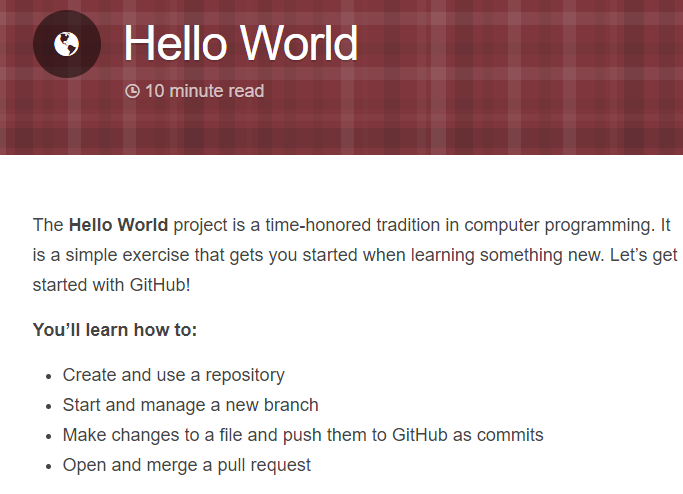 Hello World
10 minute read
The Hello World project is a time-honored tradition in computer programming. It
is a simple exercise that gets you started when learning something new. Let’s get
started with GitHub!
You’ll learn how to:
• Create and use a repository
• Start and manage a new branch
• Make changes to a file and push them to GitHub as commits
• Open and merge a pull request